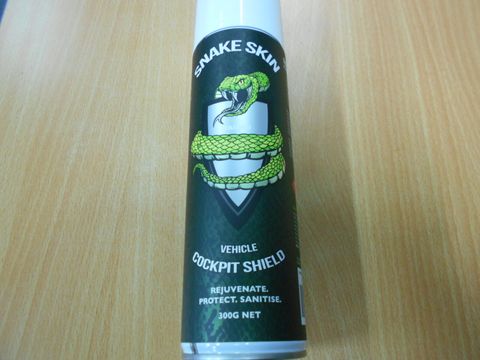 SNAKE SKIN
VEHICLE
COCKPIT SHIELD
REJUVENATE.
PROTECT. SANITISE.
300G NET